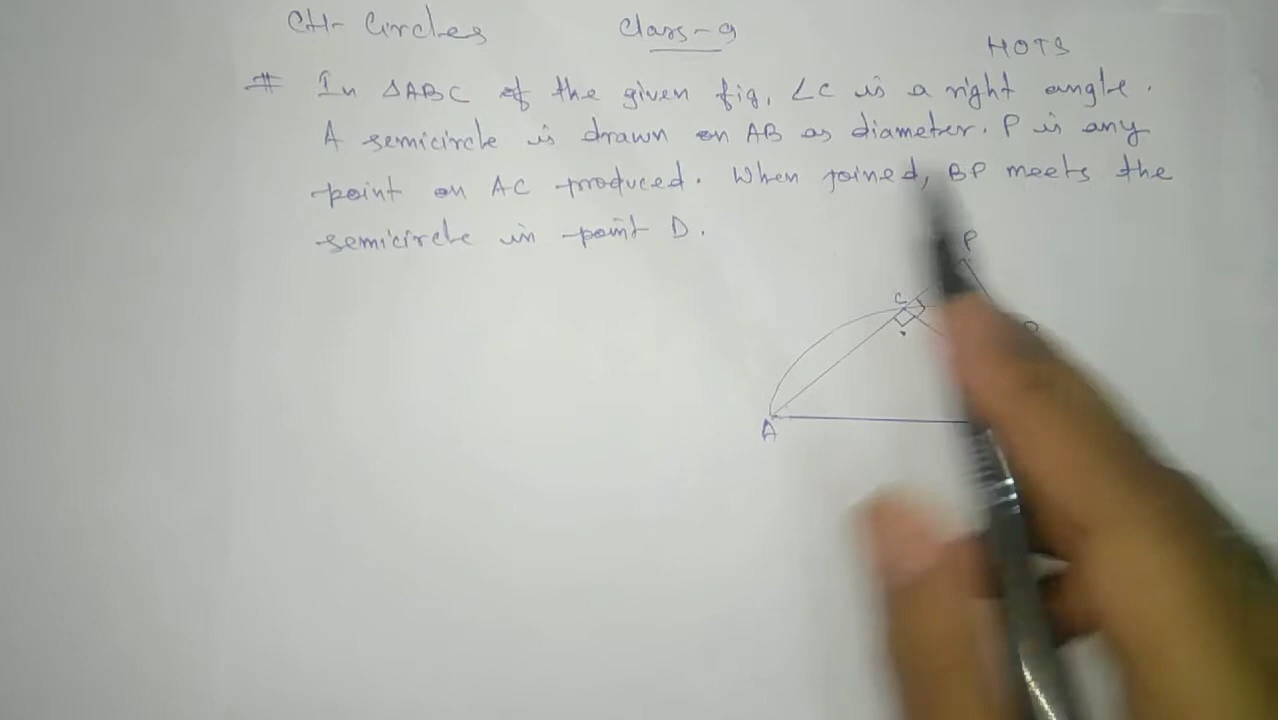 CH- Circles Class-9
HOTS
# In △ABC of the given fig, ∠C is a right angle.
A semicircle is drawn on AB as diameter. P is any
point on AC produced. When joined, BP meets the
semicircle in point D.
P
C
D
A